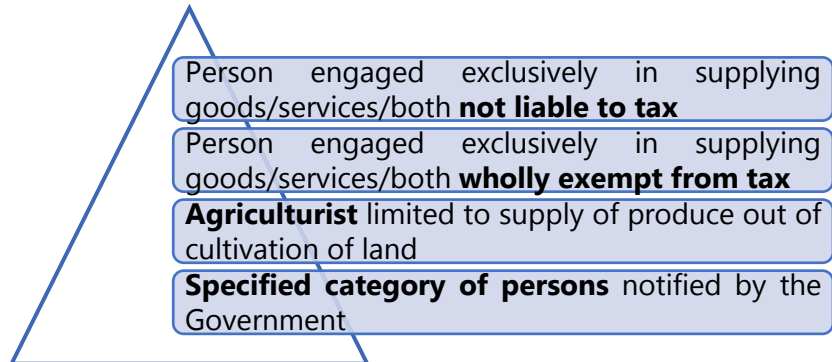 Person engaged exclusively in supplying
goods/services/both not liable to tax
Person engaged exclusively in supplying
goods/services/both wholly exempt from tax
Agriculturist limited to supply of produce out of
cultivation of land
Specified category of persons notified by the
Government